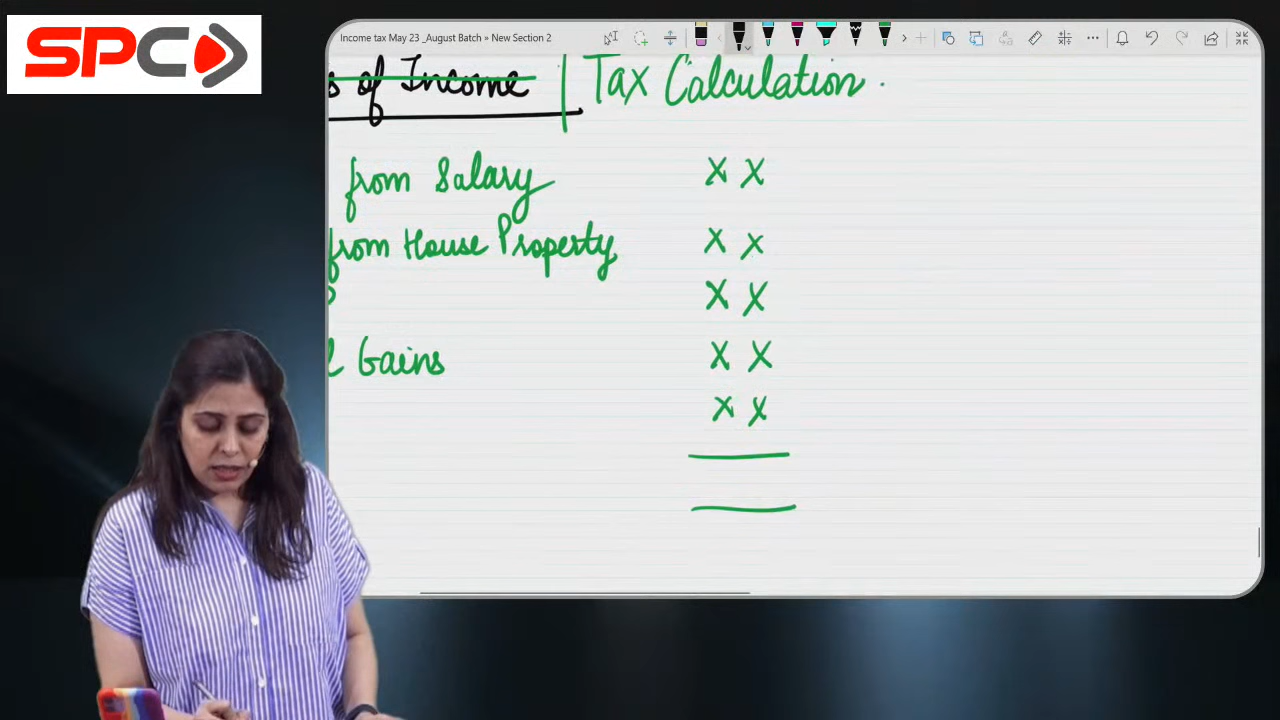 SPC
Income tax May 23 _August Batch » New Section 2
s of Income | Tax Calculation .
from Salary X X
from House Property X X
X X
l Gains X X
X X